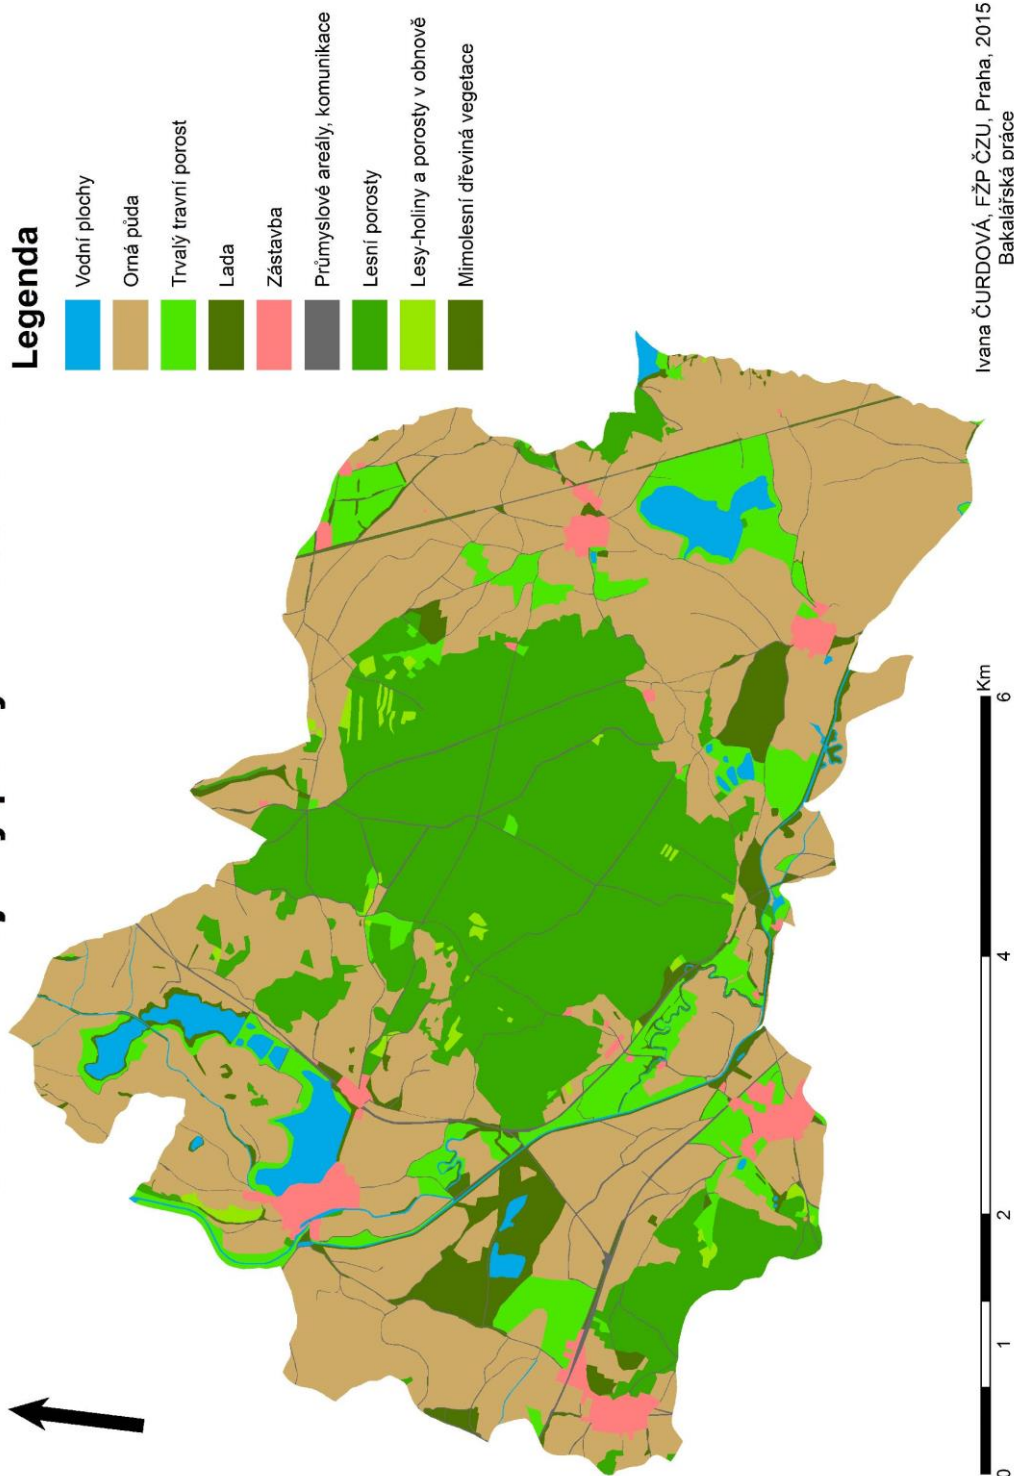 Legenda
Vodní plochy
Orná půda
Trvalý travní porost
Lada
Zástavba
Průmyslové areály, komunikace
Lesní porosty
Lesy-holiny a porosty v obnově
Mimolesní dřeviná vegetace
0 1 2 4 6
Km
Ivana ČURDOVÁ, FŽP ČZU, Praha, 2015
Bakalářská práce